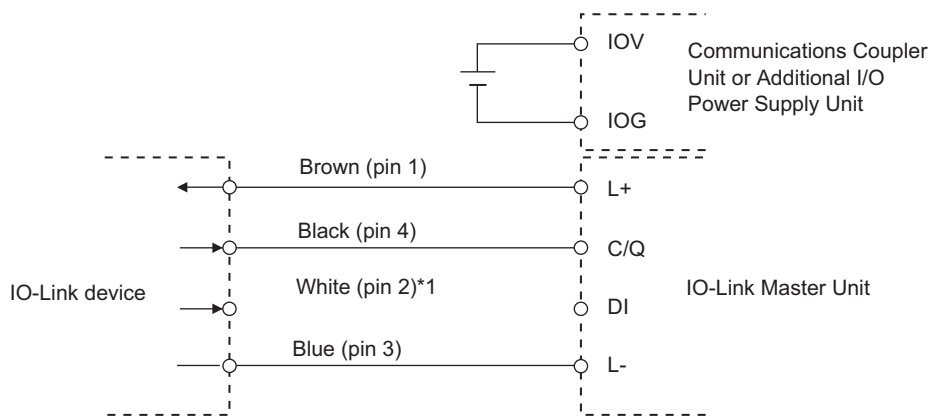 IOV
Communications Coupler
Unit or Additional I/O
Power Supply Unit
IOG
Brown (pin 1)
L+
Black (pin 4)
C/Q
IO-Link device
White (pin 2)*1
DI
IO-Link Master Unit
Blue (pin 3)
L-